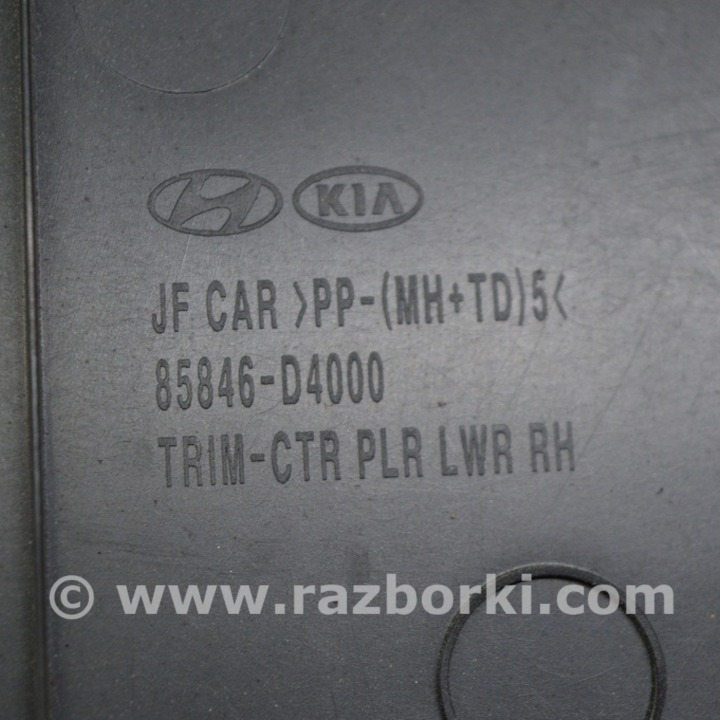 KIA
JF CAR >PP-(MH+TD)5<
85846-D4000
TRIM-CTR PLR LWR RH
© www.razborki.com